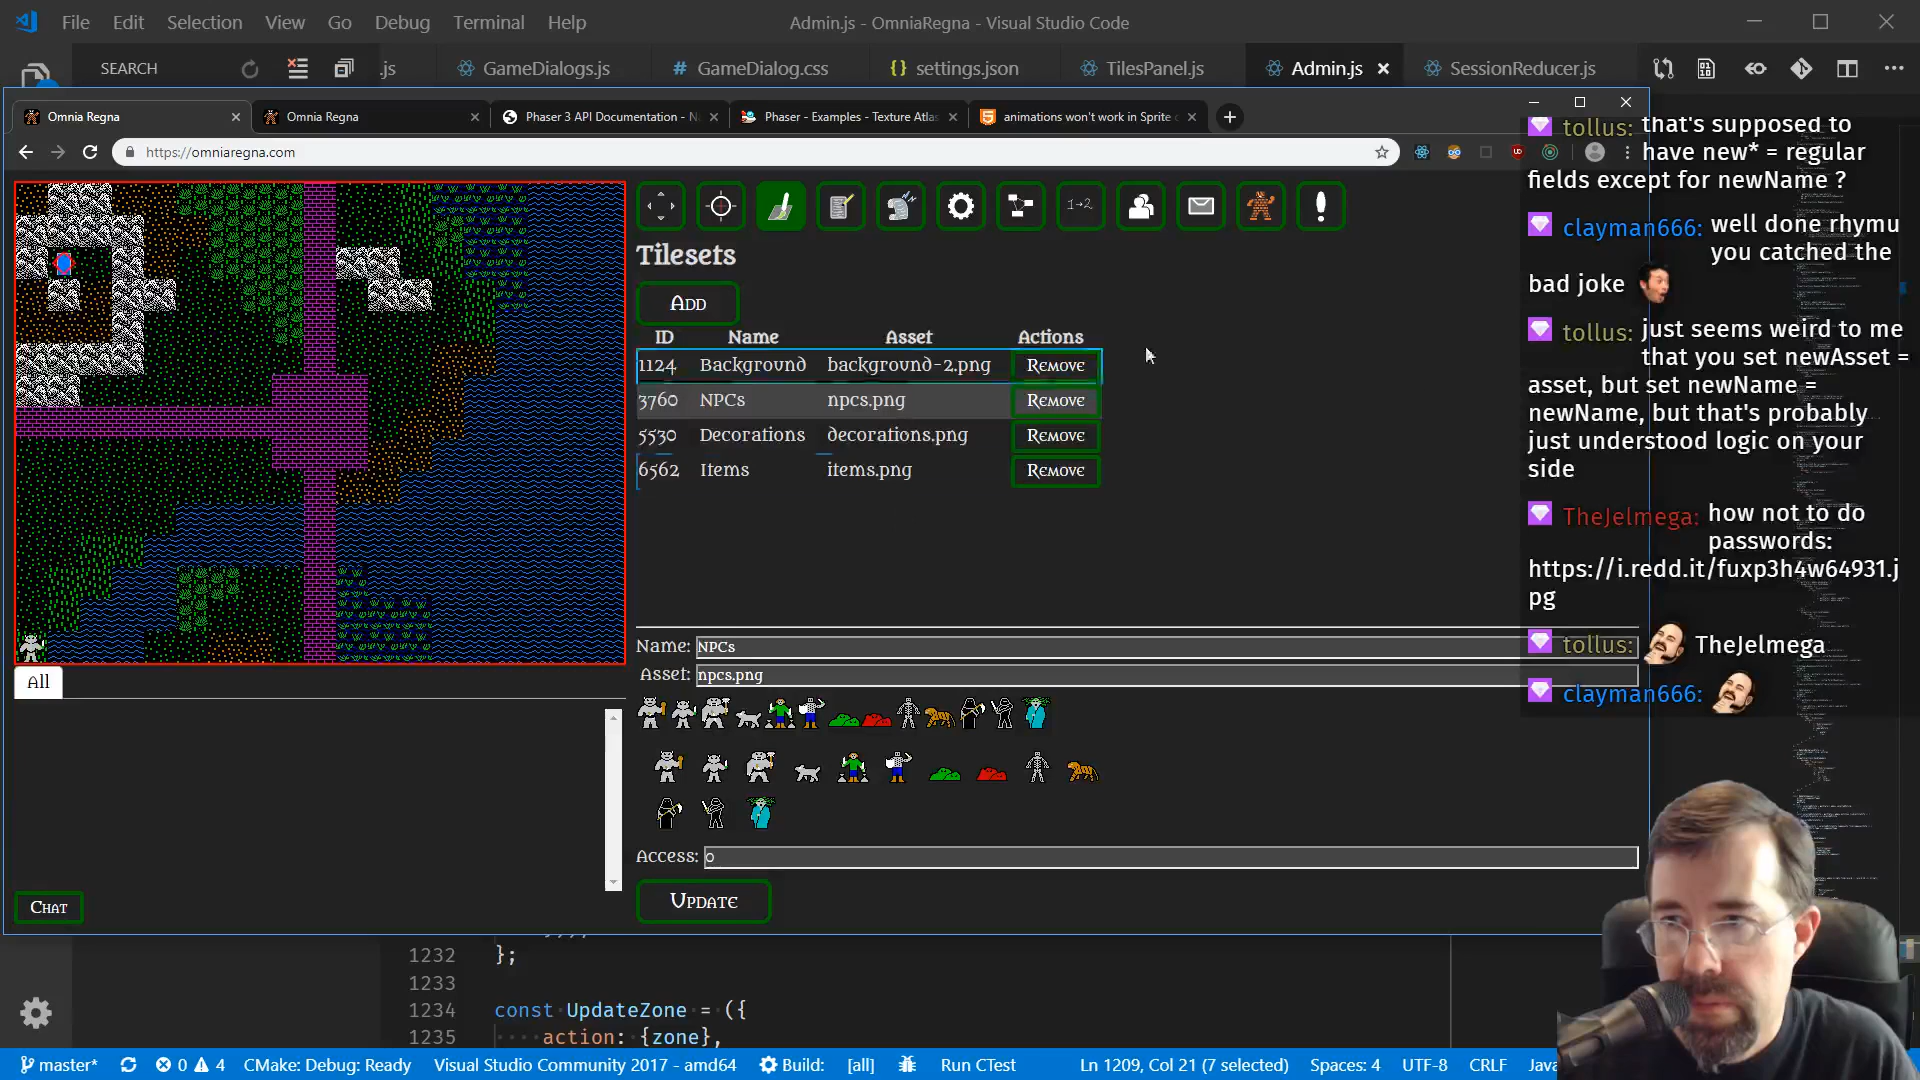 File Edit Selection View Go Debug Terminal Help
Admin.js - OmniaRegna - Visual Studio Code
SEARCH
.js
GameDialogs.js
GameDialog.css
settings.json
TilesPanel.js
Admin.js
SessionReducer.js
Omnia Regna
Omnia Regna
Phaser 3 API Documentation - N
Phaser - Examples - Texture Atlas
animations won't work in Sprite
https://omniaregna.com
1→2
Tilesets
Add
ID Name Asset Actions
1124 Background background-2.png Remove
3760 NPCs npcs.png Remove
5530 Decorations decorations.png Remove
6562 Items items.png Remove
Name: NPCs
Asset: npcs.png
Access: 0
Update
All
Chat
tollus: that's supposed to
have new* = regular
fields except for newName ?
clayman666: well done rhymu
you catched the
bad joke
tollus: just seems weird to me
that you set newAsset =
asset, but set newName =
newName, but that's probably
just understood logic on your
side
TheJelmega: how not to do
passwords:
https://i.redd.it/fuxp3h4w64931.j
pg
tollus: TheJelmega
clayman666:
1232 };
1233
1234 const UpdateZone = ({
1235 action: {zone},
master* 0 4 CMake: Debug: Ready Visual Studio Community 2017 - amd64 Build: [all] Run CTest Ln 1209, Col 21 (7 selected) Spaces: 4 UTF-8 CRLF